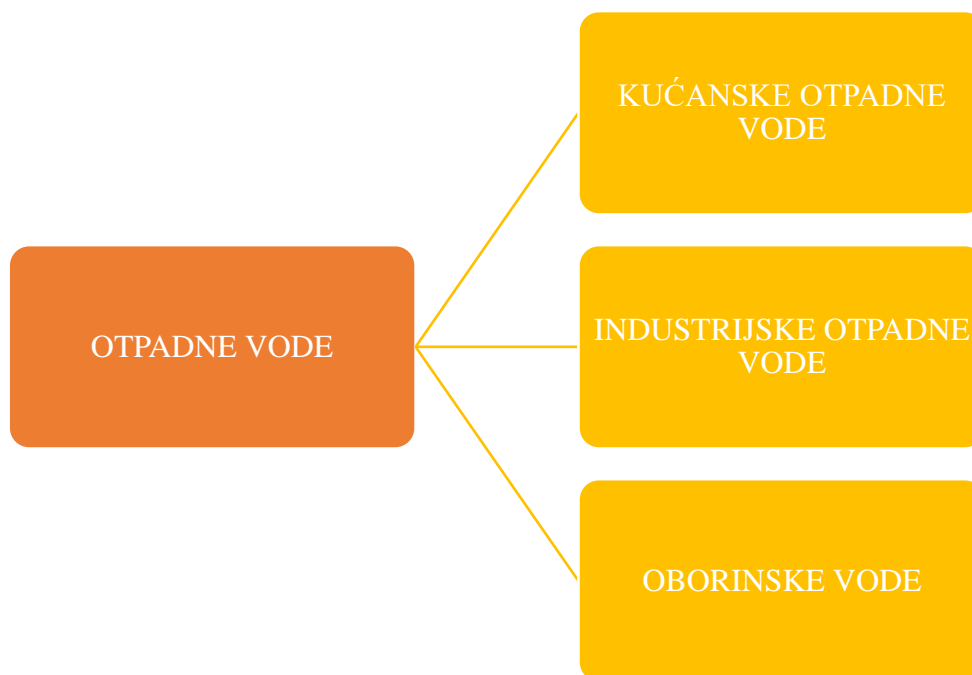 KUĆANSKE OTPADNE
VODE
OTPADNE VODE
INDUSTRIJSKE OTPADNE
VODE
OBORINSKE VODE